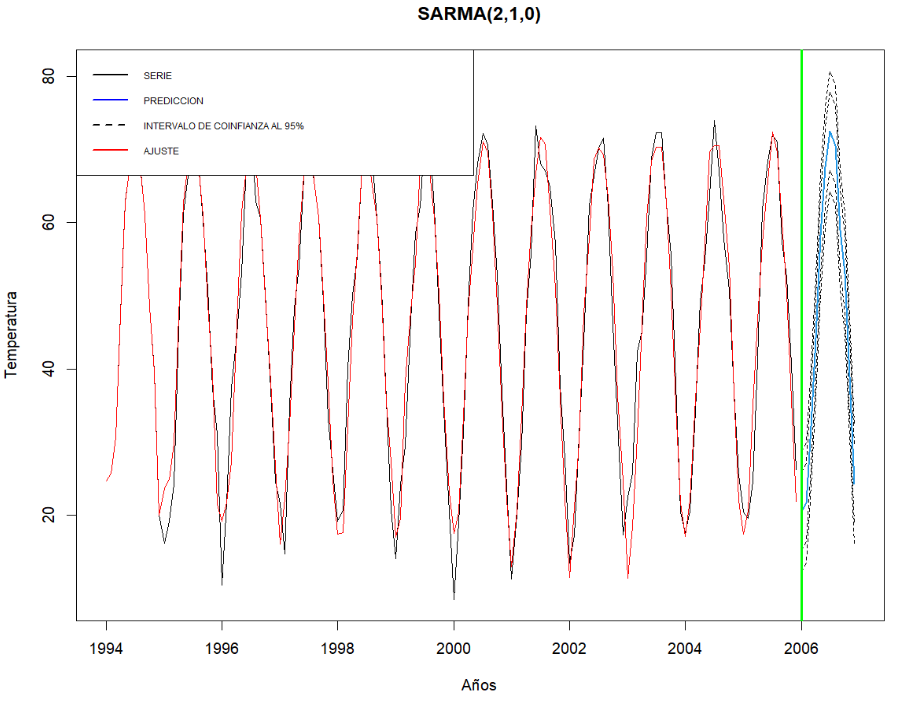 SARMA(2,1,0)
SERIE
PREDICCION
INTERVALO DE COINFIANZA AL 95%
AJUSTE
Temperatura
80
60
40
20
1994 1996 1998 2000 2002 2004 2006
Años